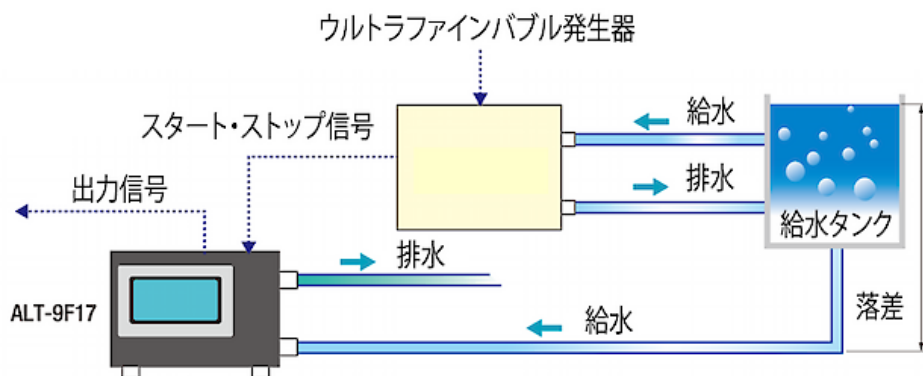 ウルトラファインバブル発生器
給水
スタート・ストップ信号
排水
出力信号
給水タンク
排水
ALT-9F17
給水
落差